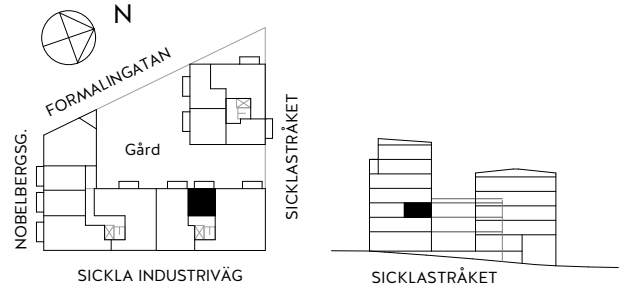 N
FORMALINGATAN
NOBELBERGSG.
Gård
SICKLASTRÅKET
SICKLA INDUSTRIVÄG
SICKLASTRÅKET